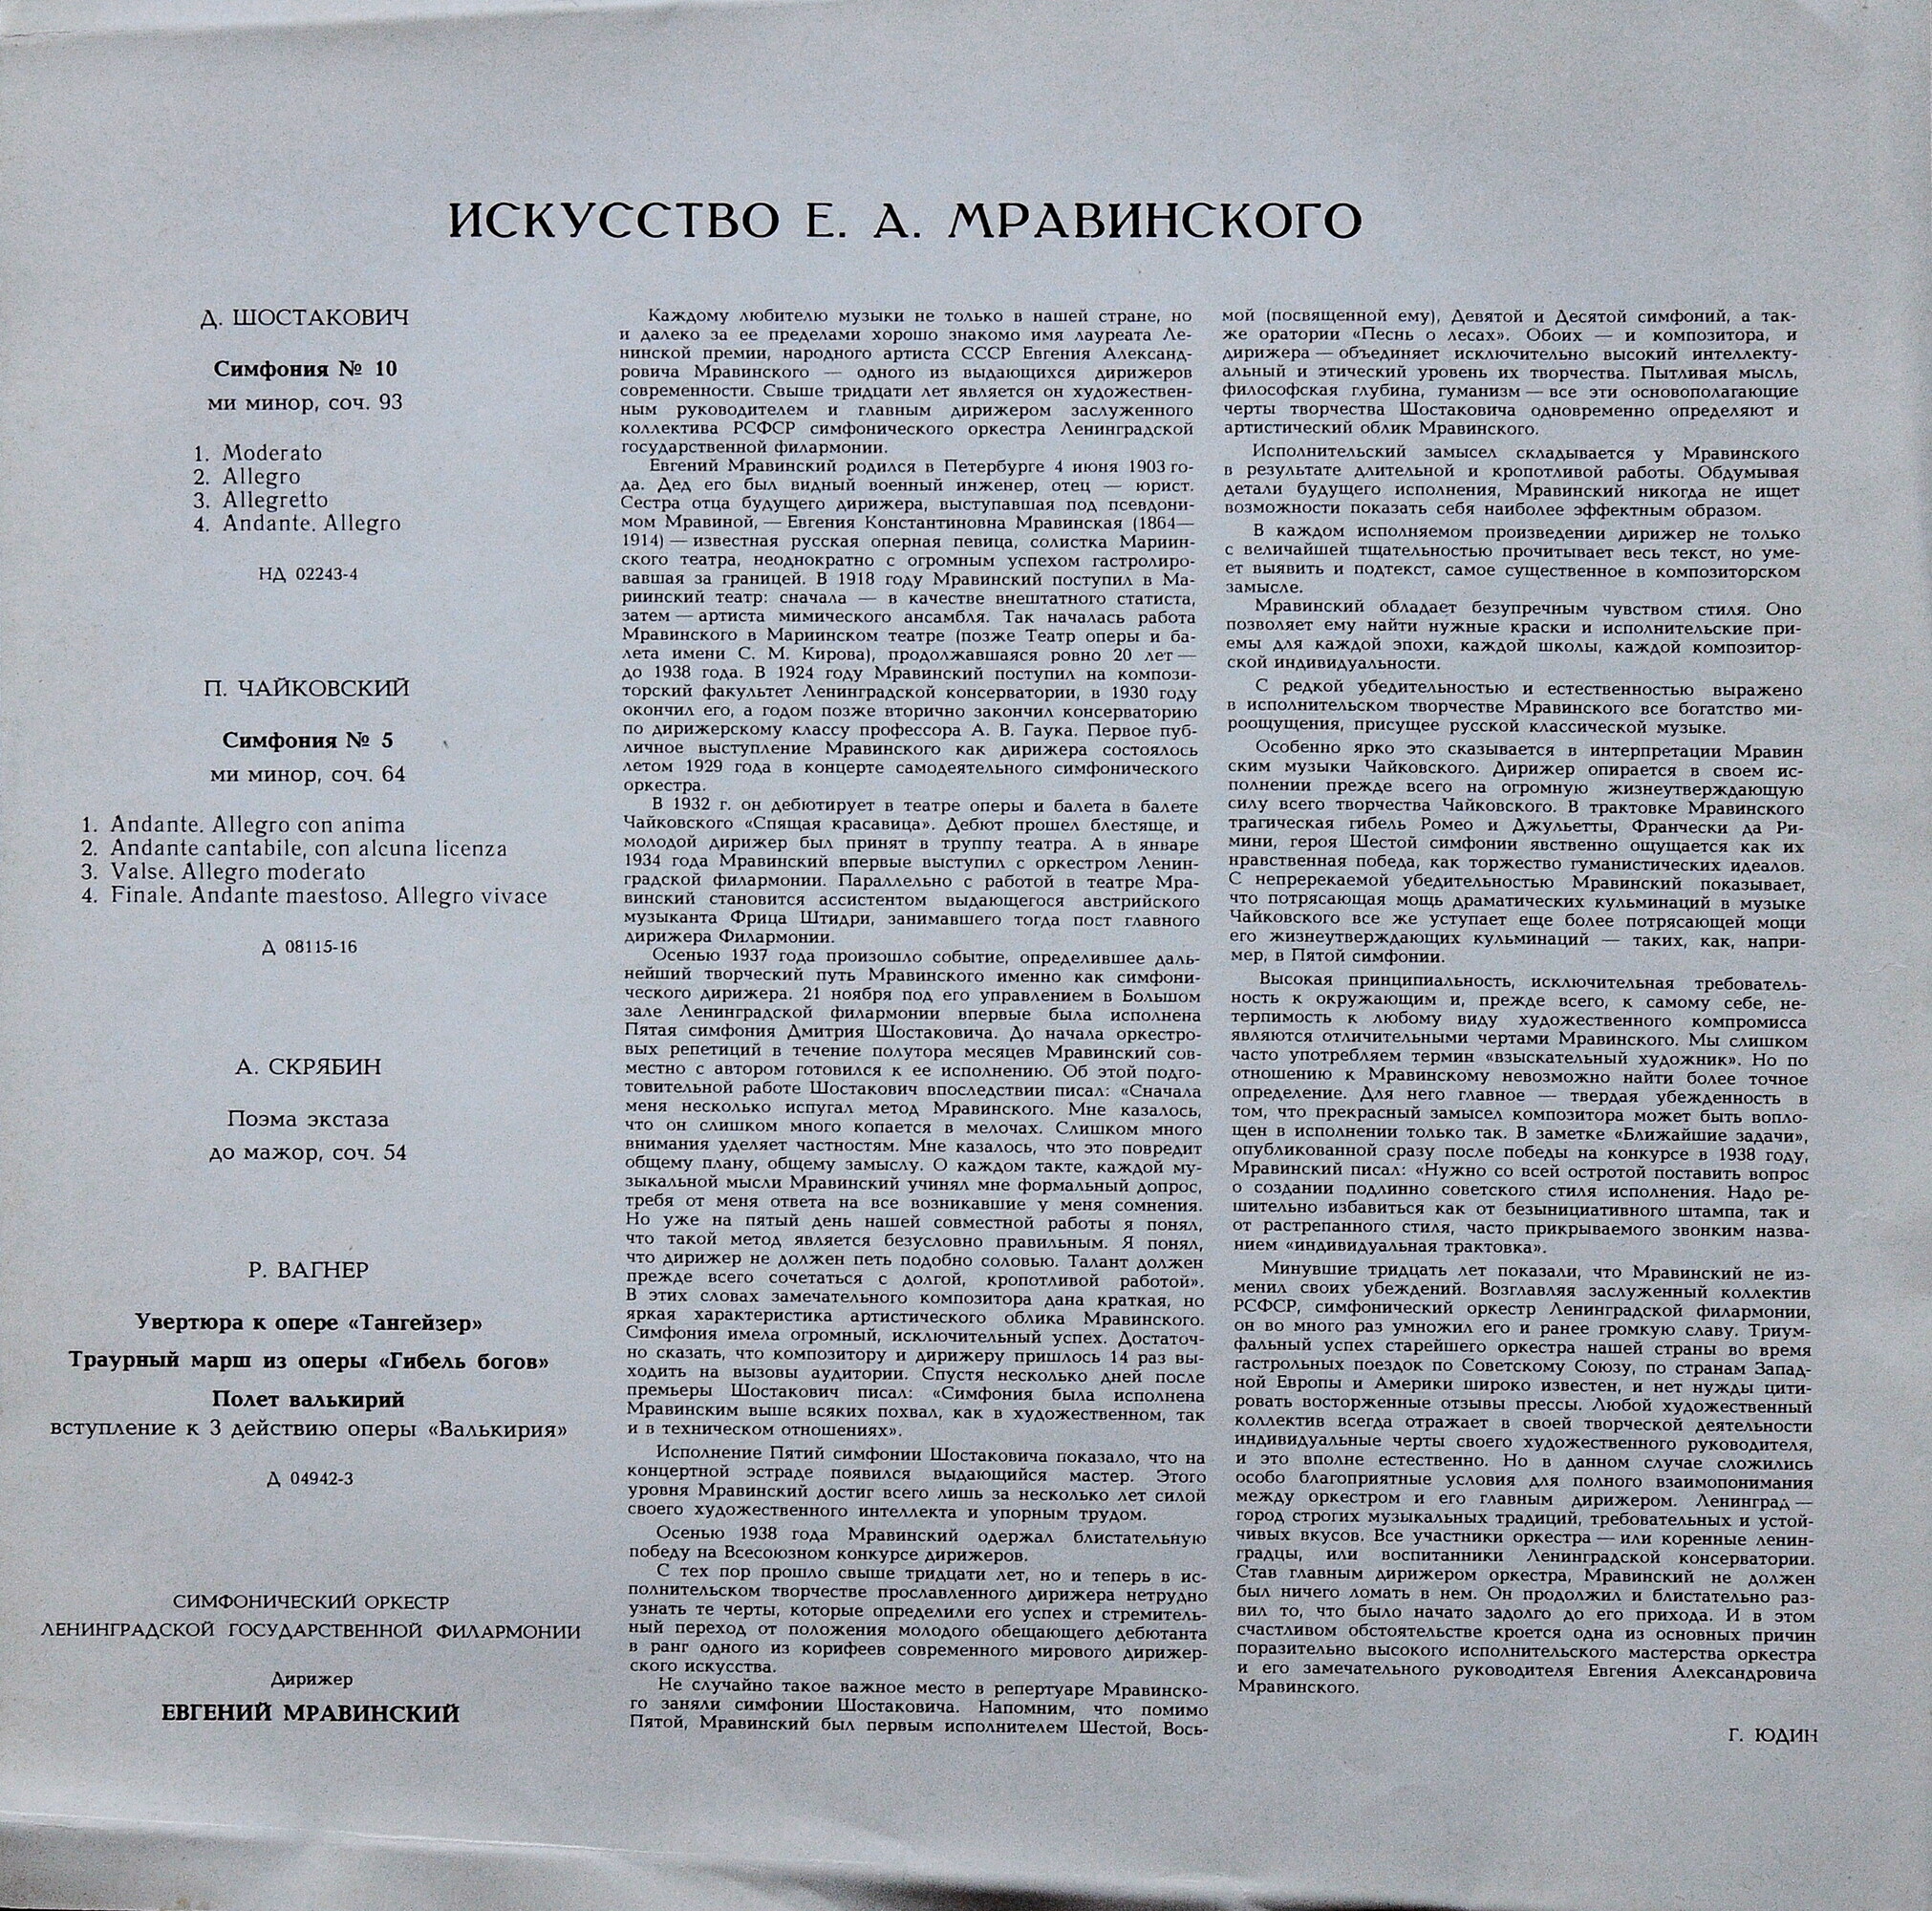 ИСКУССТВО Е. А. МРАВИНСКОГО
Д. ШОСТАКОВИЧ
Симфония № 10
ми минор, соч. 93
1. Moderato
2. Allegro
3. Allegretto
4. Andante. Allegro
НД 02243-4
П. ЧАЙКОВСКИЙ
Симфония № 5
ми минор, соч. 64
1. Andante. Allegro con anima
2. Andante cantabile, con alcuna licenza
3. Valse. Allegro moderato
4. Finale. Andante maestoso. Allegro vivace
Д 08115-16
А. СКРЯБИН
Поэма экстаза
до мажор, соч. 54
Р. ВАГНЕР
Увертюра к опере «Тангейзер»
Траурный марш из оперы «Гибель богов»
Полет валькирий
вступление к 3 действию оперы «Валькирия»
Д 04942-3
СИМФОНИЧЕСКИЙ ОРКЕСТР
ЛЕНИНГРАДСКОЙ ГОСУДАРСТВЕННОЙ ФИЛАРМОНИИ
Дирижер
ЕВГЕНИЙ МРАВИНСКИЙ
Каждому любителю музыки не только в нашей стране, но
и далеко за ее пределами хорошо знакомо имя лауреата Ле-
нинской премии, народного артиста СССР Евгения Александ-
ровича Мравинского — одного из выдающихся дирижеров
современности. Свыше тридцати лет является он художествен-
ным руководителем и главным дирижером заслуженного
коллектива РСФСР симфонического оркестра Ленинградской
государственной филармонии.
Евгений Мравинский родился в Петербурге 4 июня 1903 го-
да. Дед его был видный военный инженер, отец — юрист.
Сестра отца будущего дирижера, выступавшая под псевдони-
мом Мравиной, — Евгения Константиновна Мравинская (1864—
1914) — известная русская оперная певица, солистка Мариин-
ского театра, неоднократно с огромным успехом гастролиро-
вавшая за границей. В 1918 году Мравинский поступил в Ма-
риинский театр: сначала — в качестве внештатного статиста,
затем — артиста мимического ансамбля. Так началась работа
Мравинского в Мариинском театре (позже Театр оперы и ба-
лета имени С. М. Кирова), продолжавшаяся ровно 20 лет —
до 1938 года. В 1924 году Мравинский поступил на компози-
торский факультет Ленинградской консерватории, в 1930 году
окончил его, а годом позже вторично закончил консерваторию
по дирижерскому классу профессора А. В. Гаука. Первое пуб-
личное выступление Мравинского как дирижера состоялось
летом 1929 года в концерте самодеятельного симфонического
оркестра.
В 1932 г. он дебютирует в театре оперы и балета в балете
Чайковского «Спящая красавица». Дебют прошел блестяще, и
молодой дирижер был принят в труппу театра. А в январе
1934 года Мравинский впервые выступил с оркестром Ленин-
градской филармонии. Параллельно с работой в театре Мра-
винский становится ассистентом выдающегося австрийского
музыканта Фрица Штидри, занимавшего тогда пост главного
дирижера Филармонии.
Осенью 1937 года произошло событие, определившее даль-
нейший творческий путь Мравинского именно как симфони-
ческого дирижера. 21 ноября под его управлением в Большом
зале Ленинградской филармонии впервые была исполнена
Пятая симфония Дмитрия Шостаковича. До начала оркестро-
вых репетиций в течение полутора месяцев Мравинский сов-
местно с автором готовился к ее исполнению. Об этой подго-
товительной работе Шостакович впоследствии писал: «Сначала
меня несколько испугал метод Мравинского. Мне казалось,
что он слишком много копается в мелочах. Слишком много
внимания уделяет частностям. Мне казалось, что это повредит
общему плану, общему замыслу. О каждом такте, каждой му-
зыкальной мысли Мравинский учинял мне формальный допрос,
требя от меня ответа на все возникавшие у меня сомнения.
Но уже на пятый день нашей совместной работы я понял,
что такой метод является безусловно правильным. Я понял,
что дирижер не должен петь подобно соловью. Талант должен
прежде всего сочетаться с долгой, кропотливой работой».
В этих словах замечательного композитора дана краткая, но
яркая характеристика артистического облика Мравинского.
Симфония имела огромный, исключительный успех. Достаточ-
но сказать, что композитору и дирижеру пришлось 14 раз вы-
ходить на вызовы аудитории. Спустя несколько дней после
премьеры Шостакович писал: «Симфония была исполнена
Мравинским выше всяких похвал, как в художественном, так
и в техническом отношениях».
Исполнение Пятий симфонии Шостаковича показало, что на
концертной эстраде появился выдающийся мастер. Этого
уровня Мравинский достиг всего лишь за несколько лет силой
своего художественного интеллекта и упорным трудом.
Осенью 1938 года Мравинский одержал блистательную
победу на Всесоюзном конкурсе дирижеров.
С тех пор прошло свыше тридцати лет, но и теперь в ис-
полнительском творчестве прославленного дирижера нетрудно
узнать те черты, которые определили его успех и стремитель-
ный переход от положения молодого обещающего дебютанта
в ранг одного из корифеев современного мирового дирижер-
ского искусства.
Не случайно такое важное место в репертуаре Мравинско-
го заняли симфонии Шостаковича. Напомним, что помимо
Пятой, Мравинский был первым исполнителем Шестой, Вось-
мой (посвященной ему), Девятой и Десятой симфоний, а так-
же оратории «Песнь о лесах». Обоих — и композитора, и
дирижера — объединяет исключительно высокий интеллекту-
альный и этический уровень их творчества. Пытливая мысль,
философская глубина, гуманизм — все эти основополагающие
черты творчества Шостаковича одновременно определяют и
артистический облик Мравинского.
Исполнительский замысел складывается у Мравинского
в результате длительной и кропотливой работы. Обдумывая
детали будущего исполнения, Мравинский никогда не ищет
возможности показать себя наиболее эффектным образом.
В каждом исполняемом произведении дирижер не только
с величайшей тщательностью прочитывает весь текст, но уме-
ет выявить и подтекст, самое существенное в композиторском
замысле.
Мравинский обладает безупречным чувством стиля. Оно
позволяет ему найти нужные краски и исполнительские при-
емы для каждой эпохи, каждой школы, каждой композитор-
ской индивидуальности.
С редкой убедительностью и естественностью выражено
в исполнительском творчестве Мравинского все богатство ми-
роощущения, присущее русской классической музыке.
Особенно ярко это сказывается в интерпретации Мравин
ским музыки Чайковского. Дирижер опирается в своем ис-
полнении прежде всего на огромную жизнеутверждающую
силу всего творчества Чайковского. В трактовке Мравинского
трагическая гибель Ромео и Джульетты, Франчески да Ри-
мини, героя Шестой симфонии явственно ощущается как их
нравственная победа, как торжество гуманистических идеалов.
С непререкаемой убедительностью Мравинский показывает,
что потрясающая мощь драматических кульминаций в музыке
Чайковского все же уступает еще более потрясающей мощи
его жизнеутверждающих кульминаций — таких, как, напри-
мер, в Пятой симфонии.
Высокая принципиальность, исключительная требователь-
ность к окружающим и, прежде всего, к самому себе, не-
терпимость к любому виду художественного компромисса
являются отличительными чертами Мравинского. Мы слишком
часто употребляем термин «взыскательный художник». Но по
отношению к Мравинскому невозможно найти более точное
определение. Для него главное — твердая убежденность в
том, что прекрасный замысел композитора может быть вопло-
щен в исполнении только так. В заметке «Ближайшие задачи»,
опубликованной сразу после победы на конкурсе в 1938 году,
Мравинский писал: «Нужно со всей остротой поставить вопрос
о создании подлинно советского стиля исполнения. Надо ре-
шительно избавиться как от безынициативного штампа, так и
от растрепанного стиля, часто прикрываемого звонким назва-
нием «индивидуальная трактовка».
Минувшие тридцать лет показали, что Мравинский не из-
менил своих убеждений. Возглавляя заслуженный коллектив
РСФСР, симфонический оркестр Ленинградской филармонии,
он во много раз умножил его и ранее громкую славу. Триум-
фальный успех старейшего оркестра нашей страны во время
гастрольных поездок по Советскому Союзу, по странам Запад-
ной Европы и Америки широко известен, и нет нужды цити-
ровать восторженные отзывы прессы. Любой художественный
коллектив всегда отражает в своей творческой деятельности
индивидуальные черты своего художественного руководителя,
и это вполне естественно. Но в данном случае сложились
особо благоприятные условия для полного взаимопонимания
между оркестром и его главным дирижером. Ленинград —
город строгих музыкальных традиций, требовательных и устой-
чивых вкусов. Все участники оркестра — или коренные ленин-
градцы, или воспитанники Ленинградской консерватории.
Став главным дирижером оркестра, Мравинский не должен
был ничего ломать в нем. Он продолжил и блистательно раз-
вил то, что было начато задолго до его прихода. И в этом
счастливом обстоятельстве кроется одна из основных причин
поразительно высокого исполнительского мастерства оркестра
и его замечательного руководителя Евгения Александровича
Мравинского.
Г. ЮДИН